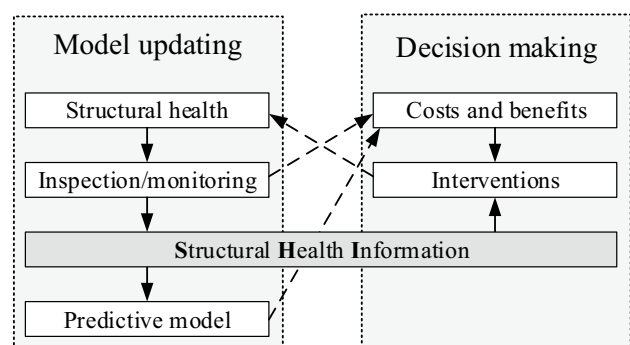 Model updating
Structural health
Inspection/monitoring
Decision making
Costs and benefits
Interventions
Structural Health Information
Predictive model